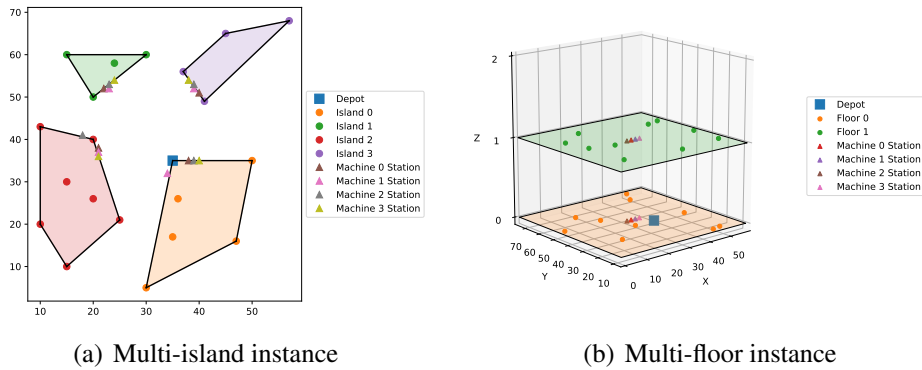 70
60
50
40
30
20
10
10
20
30
40
50
Depot
Island 0
Island 1
Island 2
Island 3
Machine 0 Station
Machine 1 Station
Machine 2 Station
Machine 3 Station
(a) Multi-island instance
2
Z
1
0
70
60
50
40
30
20
10
Y
0
10
20
30
40
50
X
Depot
Floor 0
Floor 1
Machine 0 Station
Machine 1 Station
Machine 2 Station
Machine 3 Station
(b) Multi-floor instance